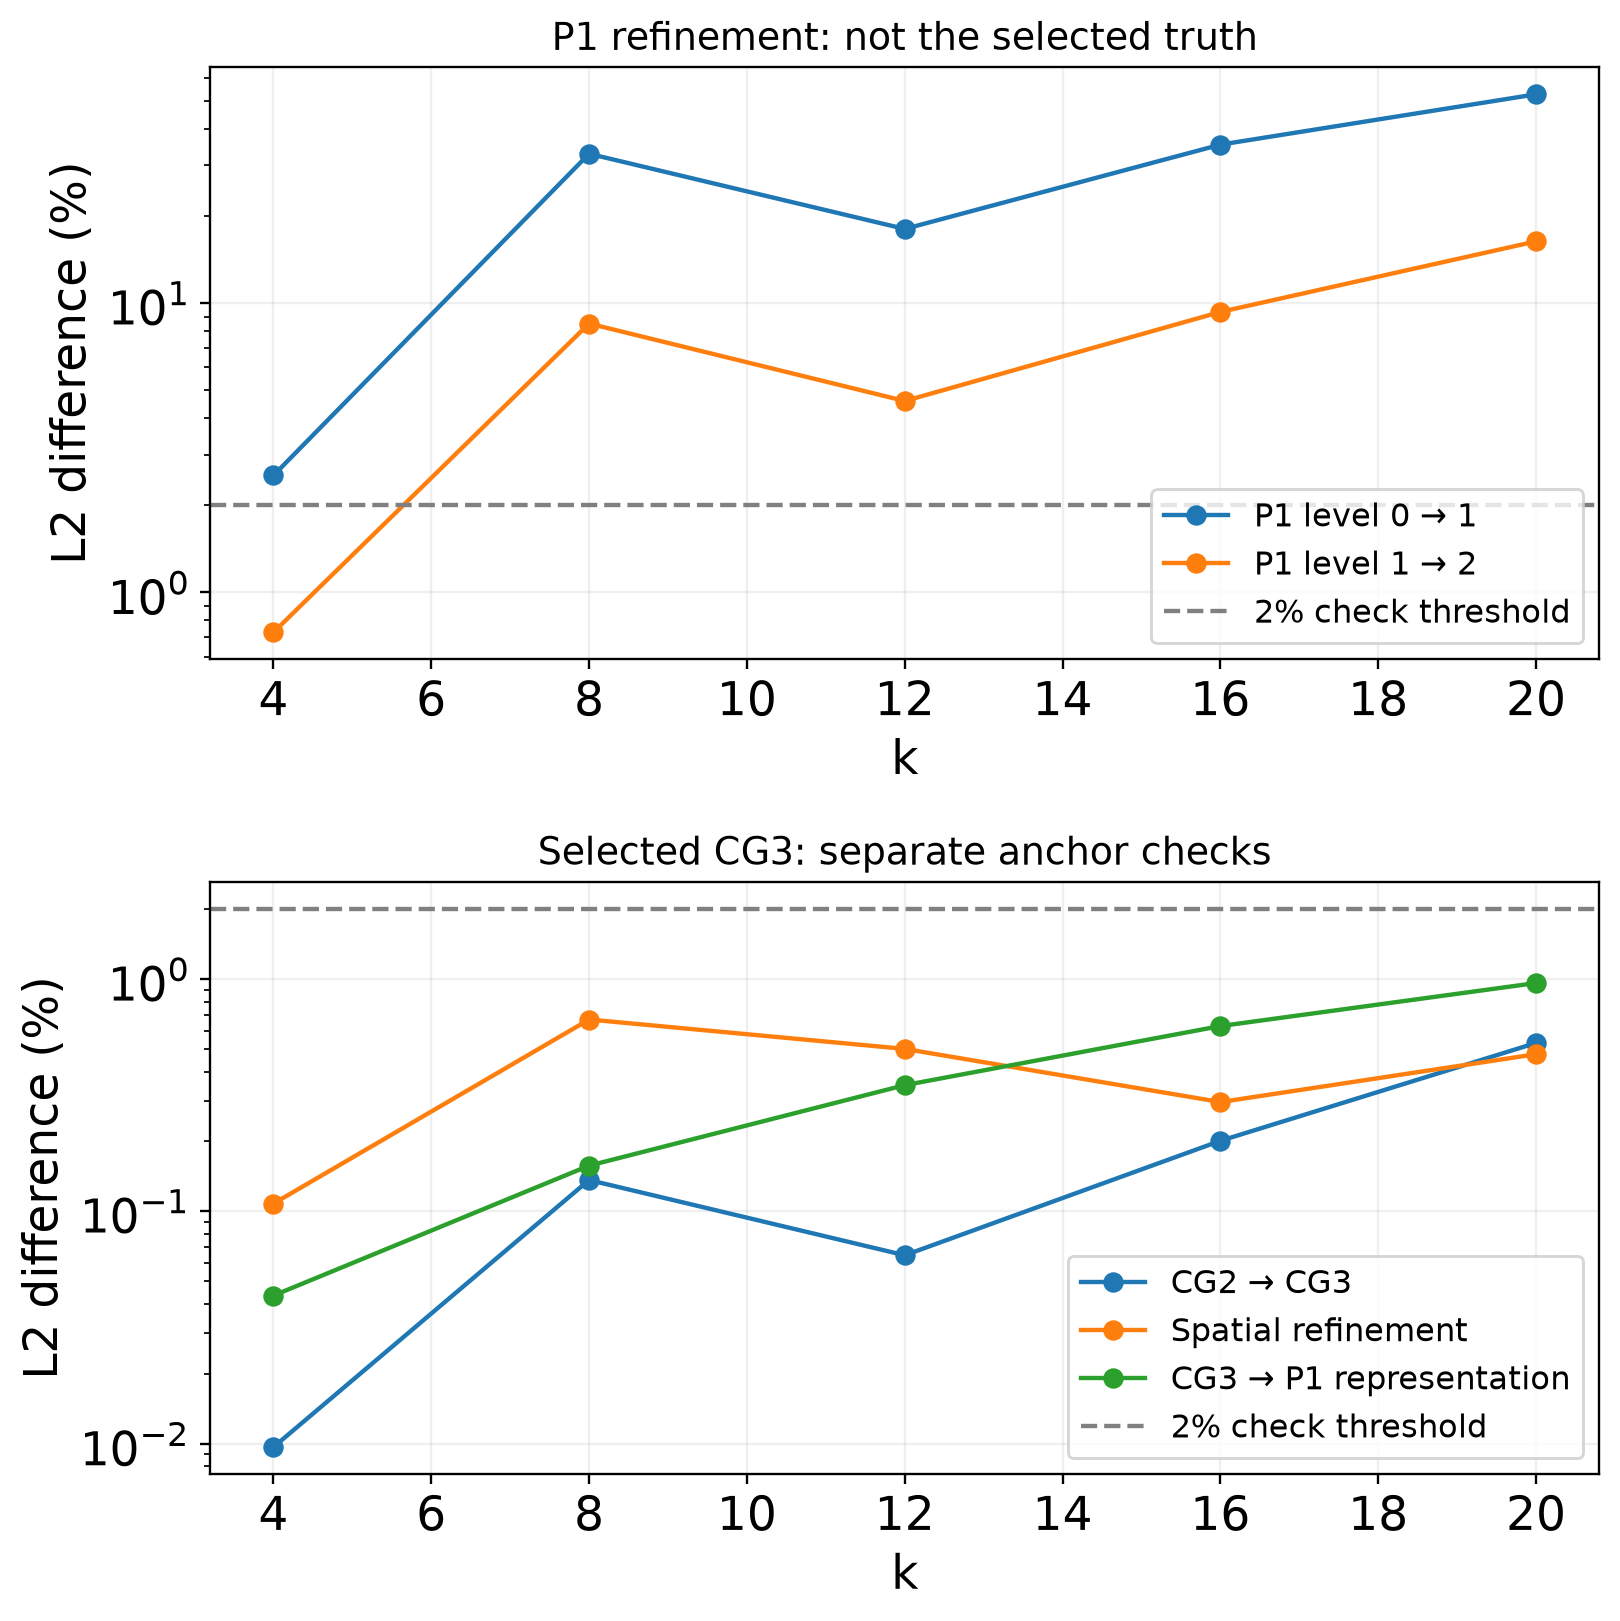 P1 refinement: not the selected truth
L2 difference (%)
10¹
10⁰
P1 level 0 → 1
P1 level 1 → 2
2% check threshold
4 6 8 10 12 14 16 18 20
k
Selected CG3: separate anchor checks
L2 difference (%)
10⁰
10⁻¹
10⁻²
CG2 → CG3
Spatial refinement
CG3 → P1 representation
2% check threshold
4 6 8 10 12 14 16 18 20
k